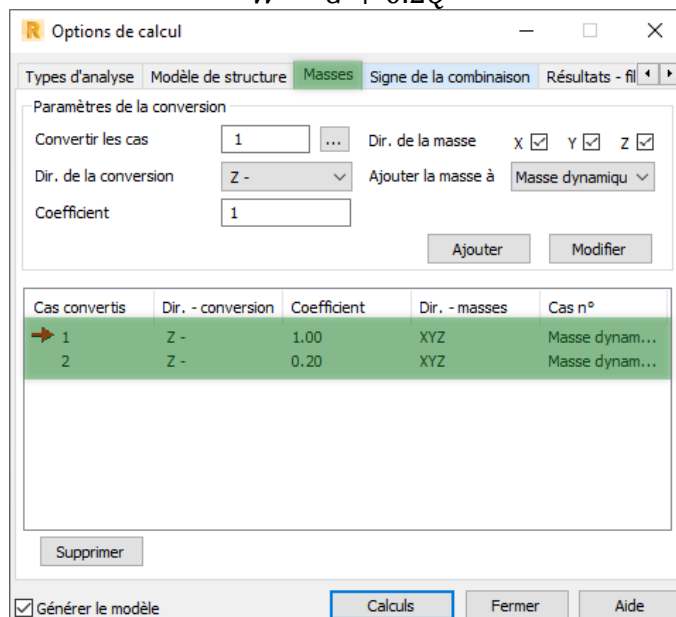 Options de calcul
Types d'analyse Modèle de structure Masses Signe de la combinaison Résultats - fil
Paramètres de la conversion
Convertir les cas 1 ... Dir. de la masse X Y Z
Dir. de la conversion Z - Ajouter la masse à Masse dynamiqu
Coefficient 1
Ajouter Modifier
Cas convertis Dir. - conversion Coefficient Dir. - masses Cas n°
1 Z - 1.00 XYZ Masse dynam...
2 Z - 0.20 XYZ Masse dynam...
Supprimer
Générer le modèle Calculs Fermer Aide